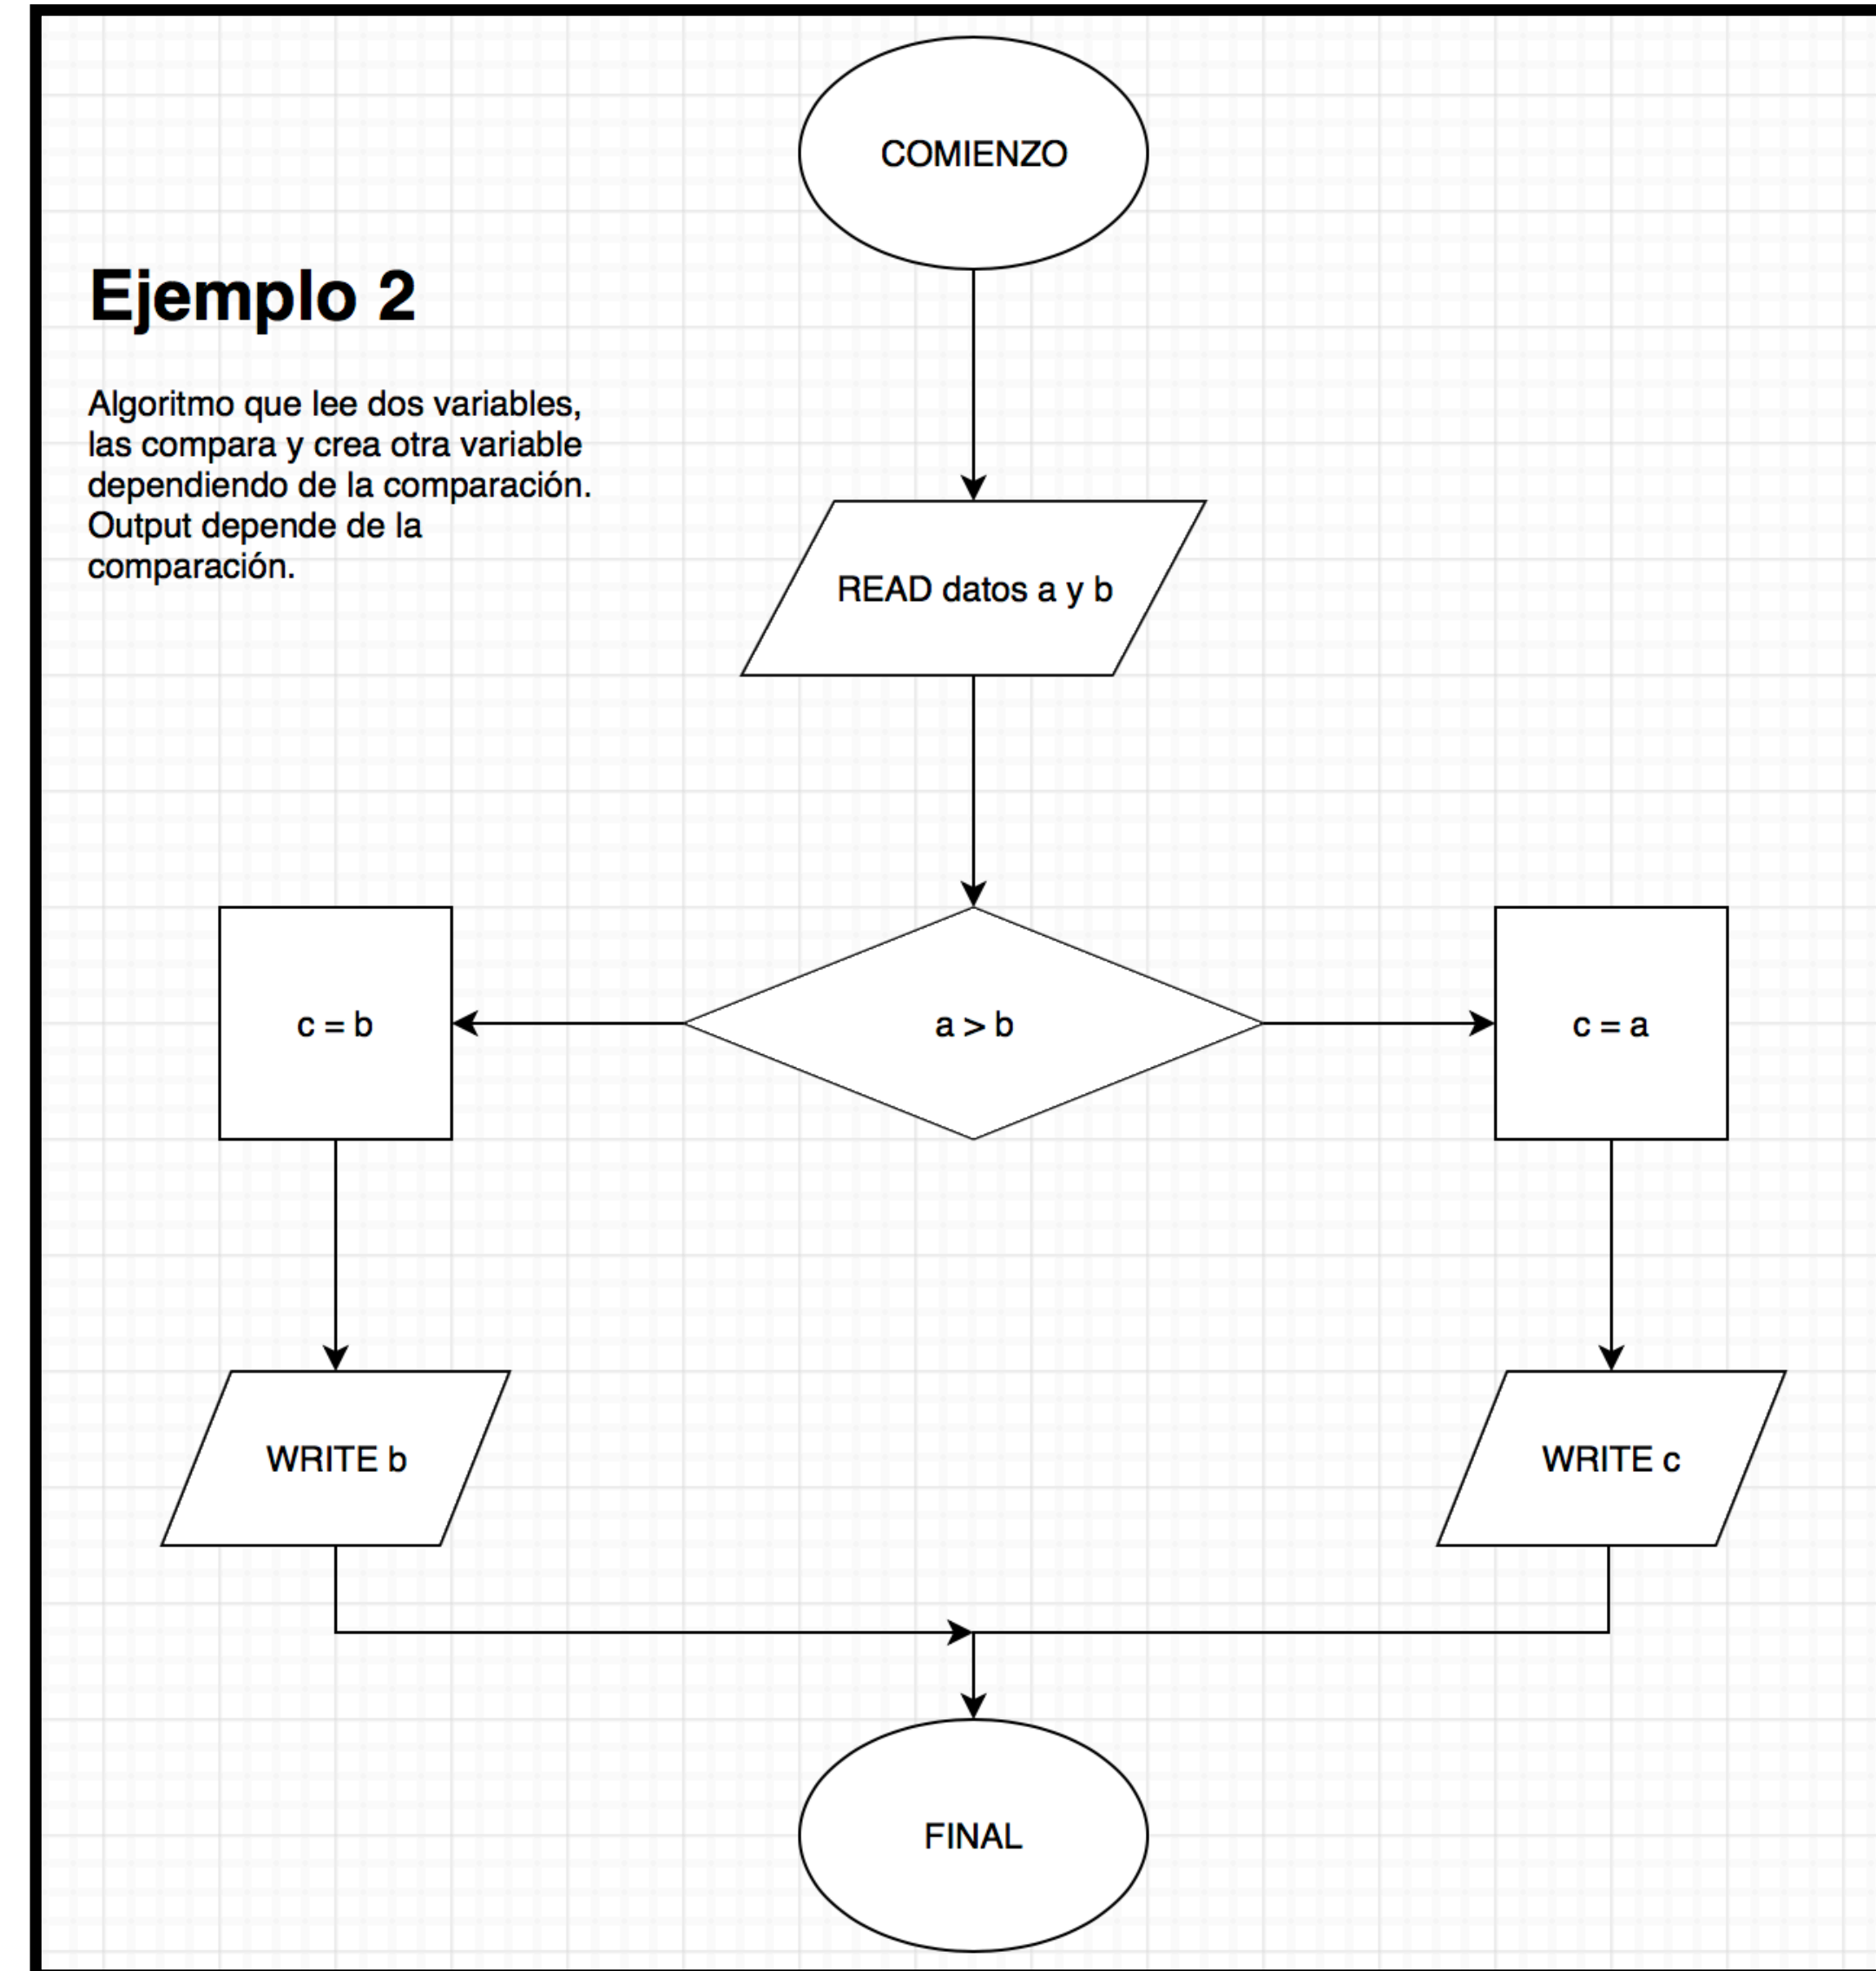 COMIENZO
Ejemplo 2
Algoritmo que lee dos variables,
las compara y crea otra variable
dependiendo de la comparación.
Output depende de la
comparación.
READ datos a y b
c = b
a > b
c = a
WRITE b
WRITE c
FINAL